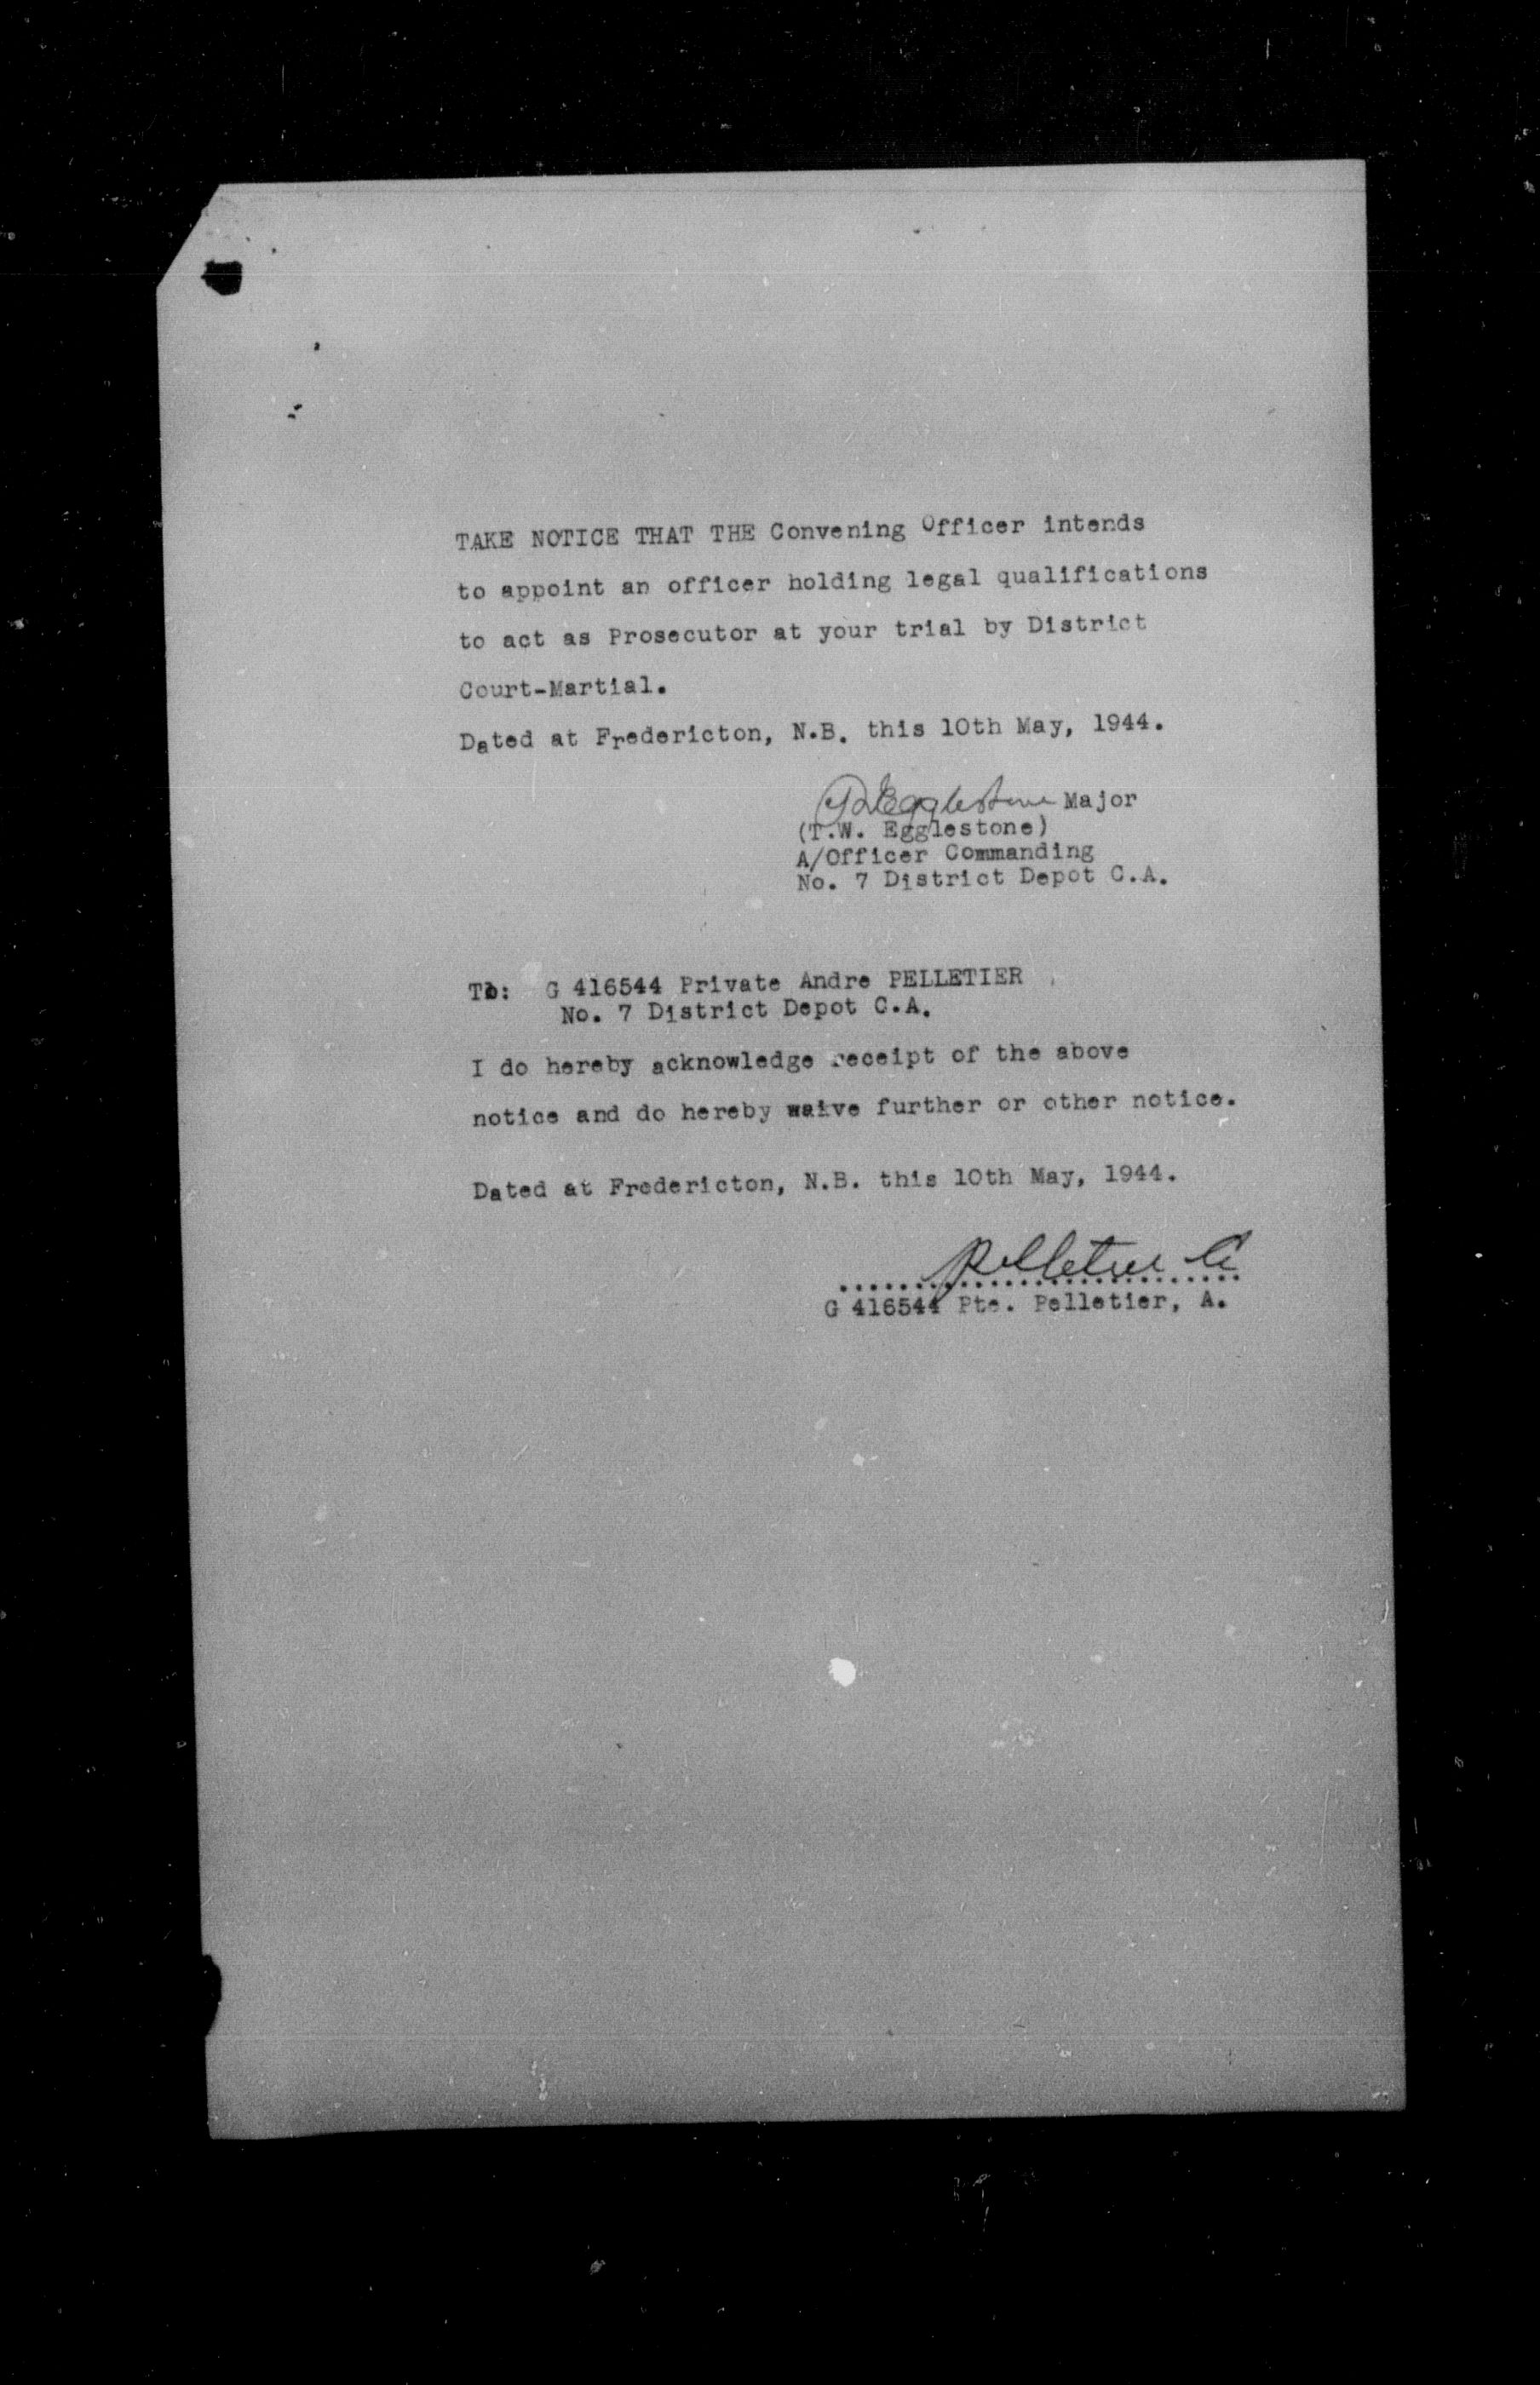 TAKE NOTICE THAT THE Convening Officer intends
to appoint an officer holding legal qualifications
to act as Prosecutor at your trial by District
Court-Martial.
Dated at Fredericton, N.B. this 10th May, 1944.
TWEgglestone Major
(T.W. Egglestone)
A/Officer Commanding
No. 7 District Depot C.A.
To: G 416544 Private Andre PELLETIER
No. 7 District Depot C.A.
I do hereby acknowledge receipt of the above
notice and do hereby waive further or other notice.
Dated at Fredericton, N.B. this 10th May, 1944.
Pelletier A
..........................
G 416544 Pte. Pelletier, A.